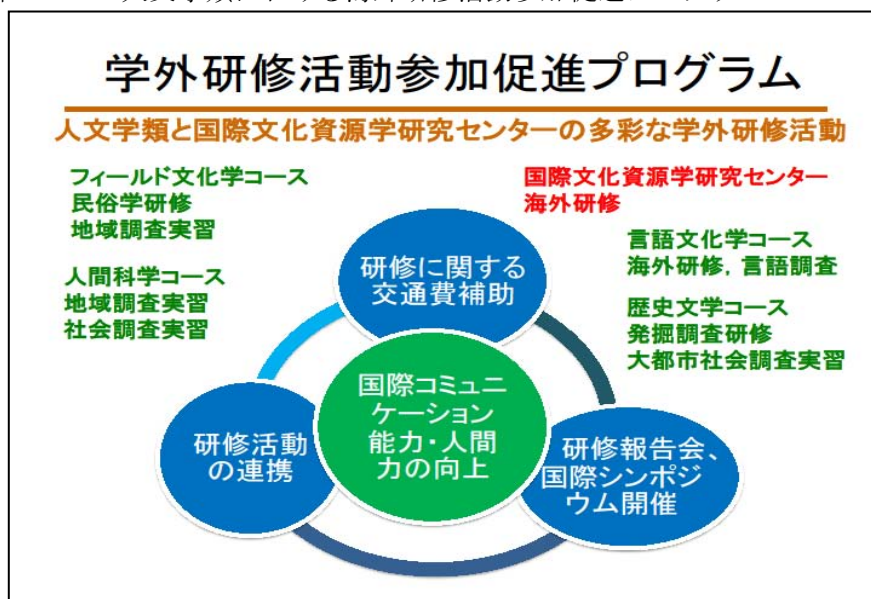 学外研修活動参加促進プログラム
人文学類と国際文化資源学研究センターの多彩な学外研修活動
フィールド文化学コース
民俗学研修
地域調査実習
人間科学コース
地域調査実習
社会調査実習
国際文化資源学研究センター
海外研修
言語文化学コース
海外研修，言語調査
歴史文学コース
発掘調査研修
大都市社会調査実習
研修に関する
交通費補助
国際コミュニ
ケーション
能力・人間
力の向上
研修活動
の連携
研修報告会、
国際シンポジ
ウム開催